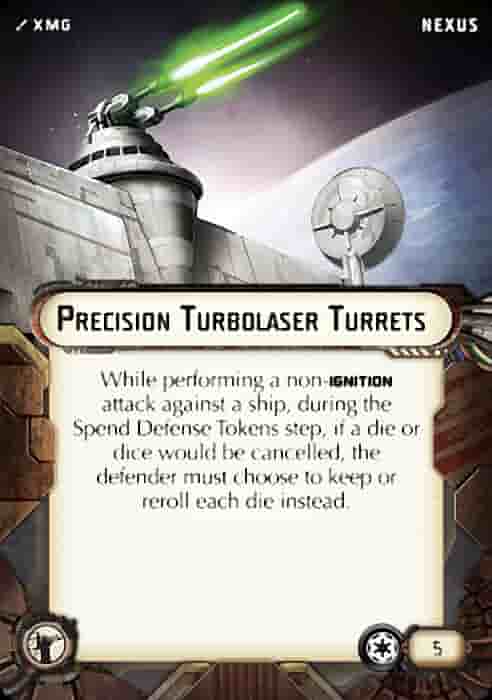 / XMG
NEXUS
PRECISION TURBOLASER TURRETS
While performing a non-IGNITION
attack against a ship, during the
Spend Defense Tokens step, if a die or
dice would be cancelled, the
defender must choose to keep or
reroll each die instead.
5